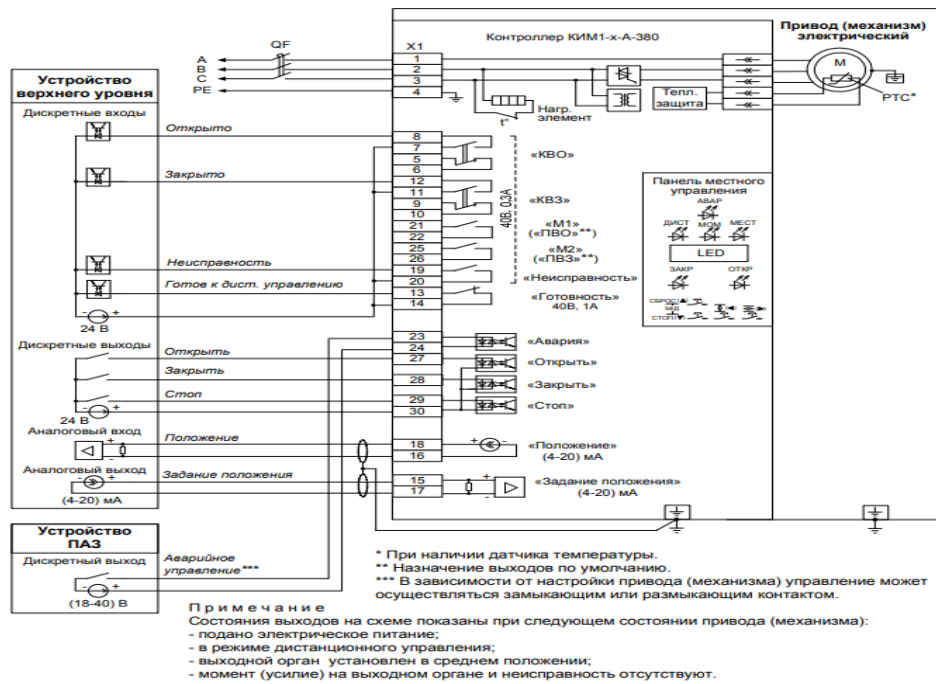 Контроллер КИМ1-х-А-380
Привод (механизм)
электрический
QF
X1
A
B
C
PE
1
2
3
4
M
Тепл.
защита
PTC*
t°
Нагр.
элемент
Устройство
верхнего уровня
Дискретные входы
Открыто
Закрыто
Неисправность
Готов к дист. управлению
- +
24 В
8
7
5
6
12
11
9
10
21
22
25
26
19
20
13
14
«КВО»
«КВЗ»
40В, 0,3А
«М1»
(«ПВО»**)
«М2»
(«ПВЗ»**)
«Неисправность»
«Готовность»
40В, 1А
Панель местного
управления
АВАР
ДИСТ МОМ МЕСТ
LED
ЗАКР ОТКР
СБРОС(▲)
М/Д
СТОП(▼)
Дискретные выходы
Открыть
Закрыть
Стоп
- +
24 В
23
24
27
28
29
30
«Авария»
«Открыть»
«Закрыть»
«Стоп»
Аналоговый вход
+
-
Положение
18
16
+ -
«Положение»
(4-20) мА
Аналоговый выход
- +
(4-20) мА
Задание положения
15
17
+
-
«Задание положения»
(4-20) мА
Устройство
ПАЗ
Дискретный выход
- +
(18-40) В
Аварийное
управление***
* При наличии датчика температуры.
** Назначение выходов по умолчанию.
*** В зависимости от настройки привода (механизма) управление может
осуществляться замыкающим или размыкающим контактом.
Примечание
Состояния выходов на схеме показаны при следующем состоянии привода (механизма):
- подано электрическое питание;
- в режиме дистанционного управления;
- выходной орган установлен в среднем положении;
- момент (усилие) на выходном органе и неисправность отсутствуют.